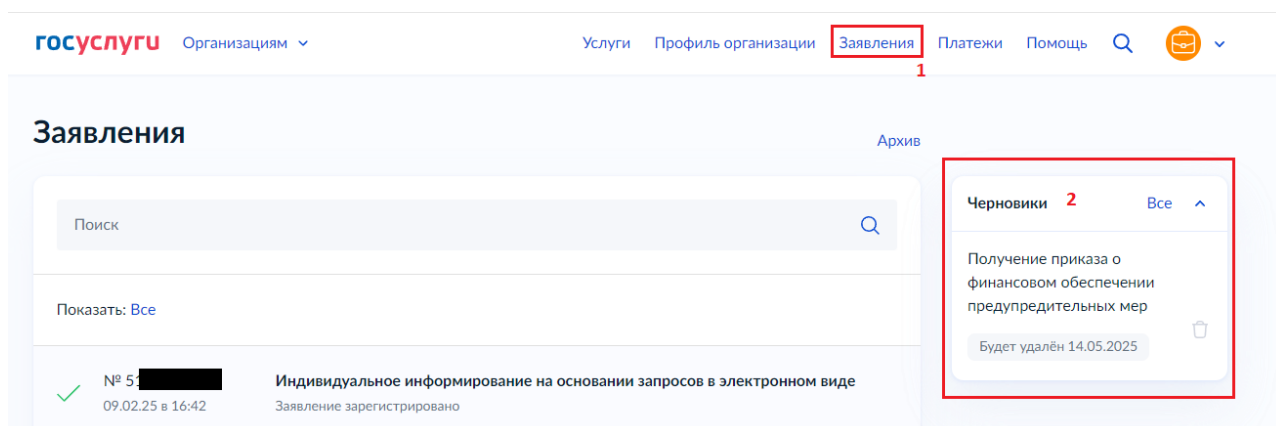 госуслуги Организациям Услуги Профиль организации Заявления Платежи Помощь
1
Заявления
Архив
Поиск
Показать: Все
№ 51
09.02.25 в 16:42
Индивидуальное информирование на основании запросов в электронном виде
Заявление зарегистрировано
Черновики 2 Все
Получение приказа о
финансовом обеспечении
предупредительных мер
Будет удалён 14.05.2025